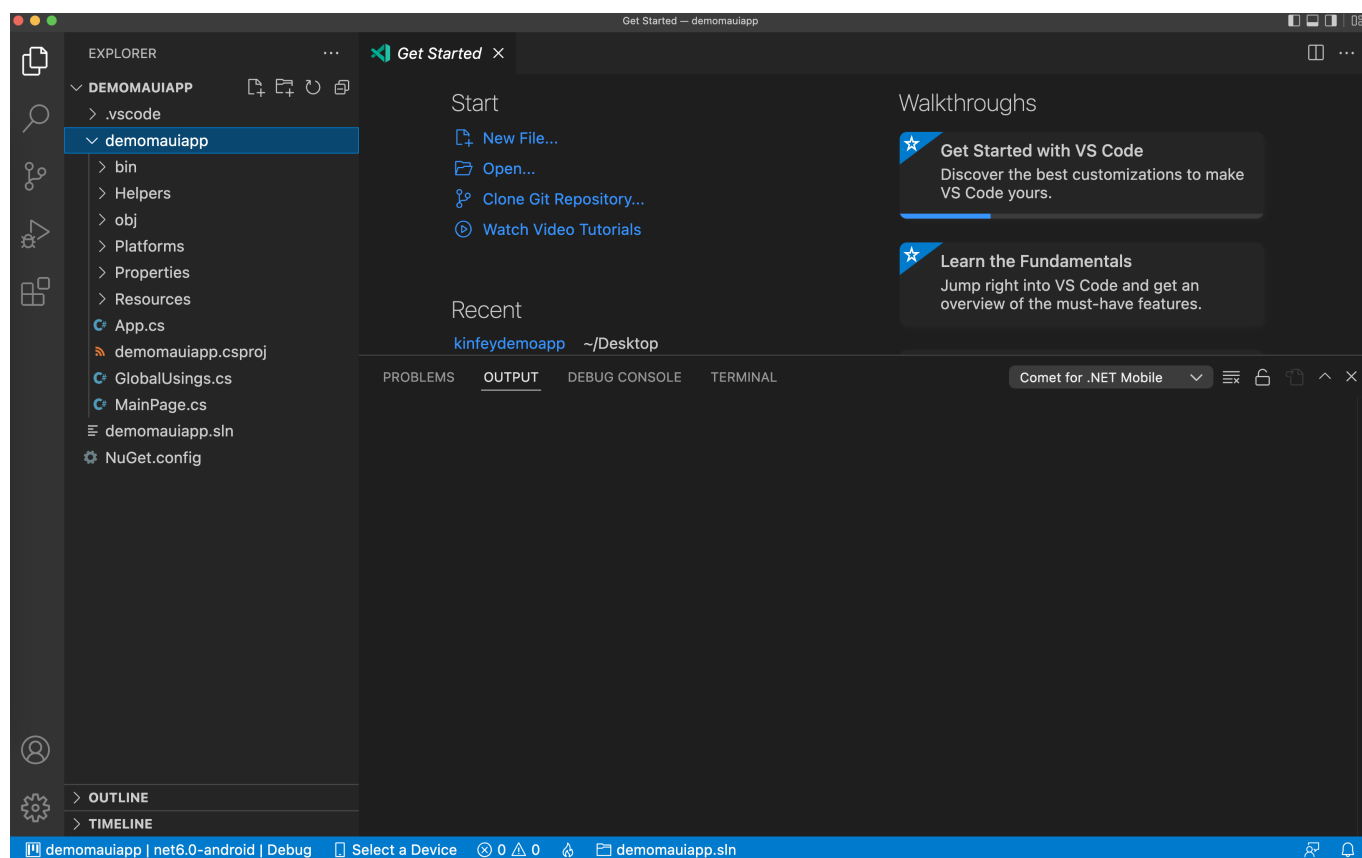 Get Started — demomauiapp
EXPLORER
DEMOMAUIAPP
.vscode
demomauiapp
bin
Helpers
obj
Platforms
Properties
Resources
App.cs
demomauiapp.csproj
GlobalUsings.cs
MainPage.cs
demomauiapp.sln
NuGet.config
OUTLINE
TIMELINE
Get Started
Start
New File...
Open...
Clone Git Repository...
Watch Video Tutorials
Recent
kinfeydemoapp ~/Desktop
Walkthroughs
Get Started with VS Code
Discover the best customizations to make
VS Code yours.
Learn the Fundamentals
Jump right into VS Code and get an
overview of the must-have features.
PROBLEMS OUTPUT DEBUG CONSOLE TERMINAL Comet for .NET Mobile
demomauiapp | net6.0-android | Debug Select a Device 0 0 demomauiapp.sln